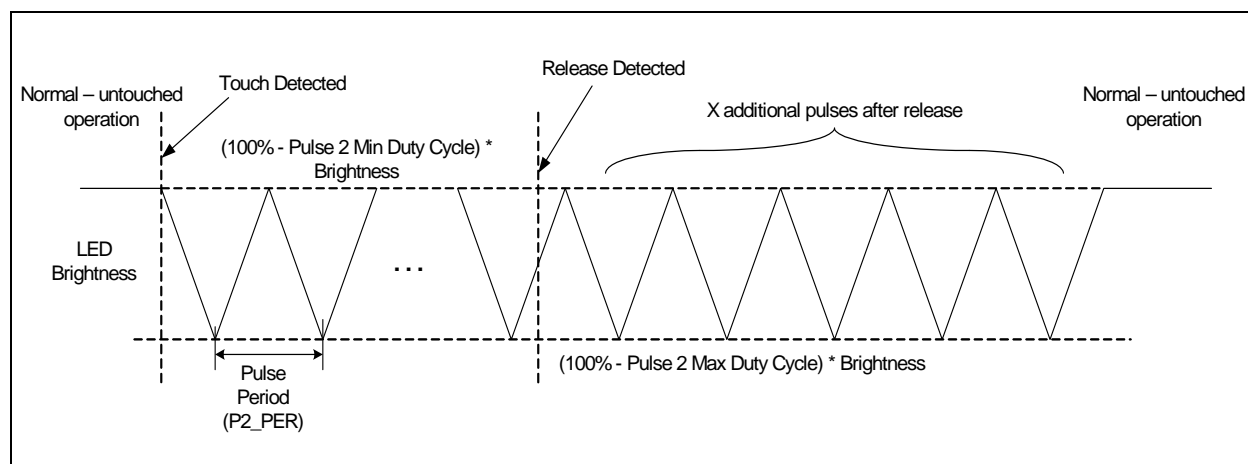 Normal – untouched
operation
Touch Detected
(100% - Pulse 2 Min Duty Cycle) *
Brightness
Release Detected
X additional pulses after release
Normal – untouched
operation
LED
Brightness
...
Pulse
Period
(P2_PER)
(100% - Pulse 2 Max Duty Cycle) * Brightness